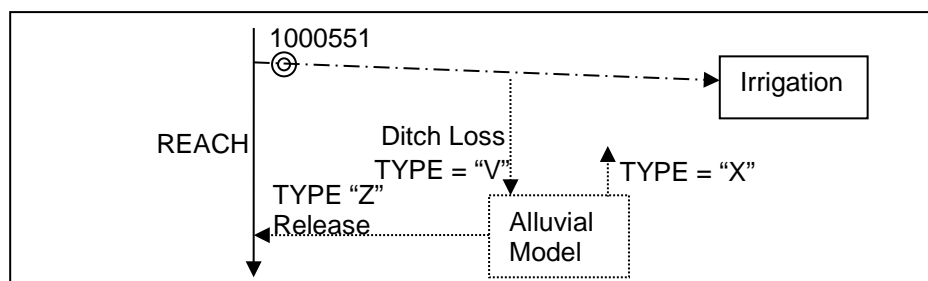 1000551
Irrigation
REACH
Ditch Loss
TYPE = “V”
TYPE = “X”
TYPE “Z”
Release
Alluvial
Model